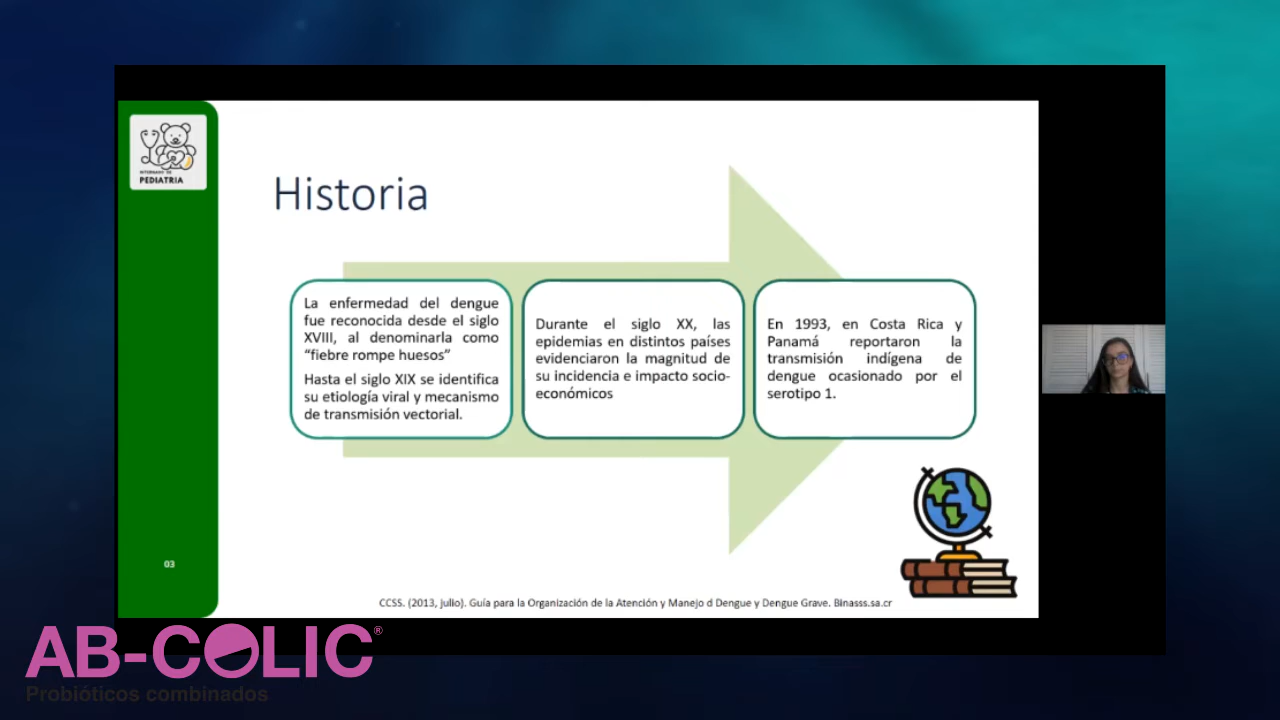 INTERNADO DE
PEDIATRIA
Historia
La enfermedad del dengue
fue reconocida desde el siglo
XVIII, al denominarla como
“fiebre rompe huesos”
Hasta el siglo XIX se identifica
su etiología viral y mecanismo
de transmisión vectorial.
Durante el siglo XX, las
epidemias en distintos países
evidenciaron la magnitud de
su incidencia e impacto socio-
económicos
En 1993, en Costa Rica y
Panamá reportaron la
transmisión indígena de
dengue ocasionado por el
serotipo 1.
03
CCSS. (2013, Julio). Guía para la Organización de la Atención y Manejo d Dengue y Dengue Grave. Binasss.sa.cr
AB-COLIC®
Probióticos combinados